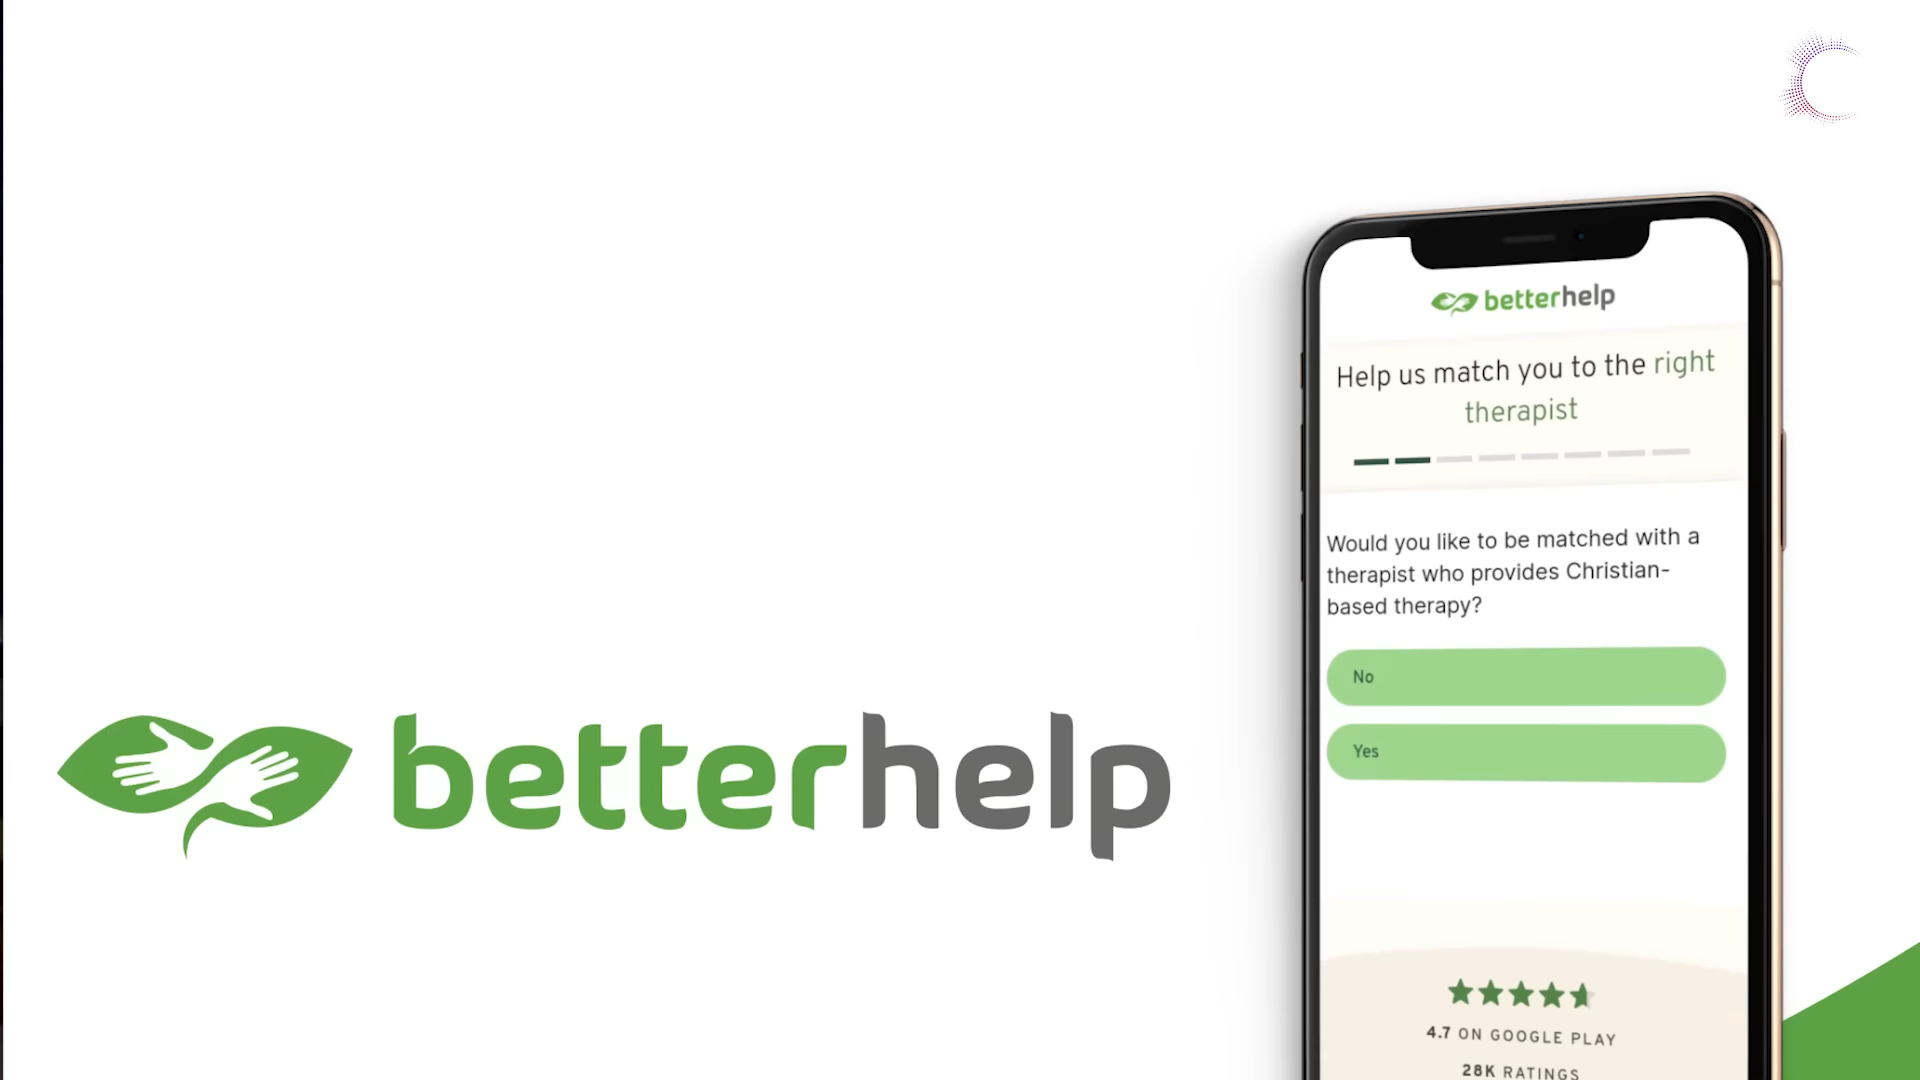 betterhelp
betterhelp
Help us match you to the right
therapist
Would you like to be matched with a
therapist who provides Christian-
based therapy?
No
Yes
4.7 ON GOOGLE PLAY
28K RATINGS